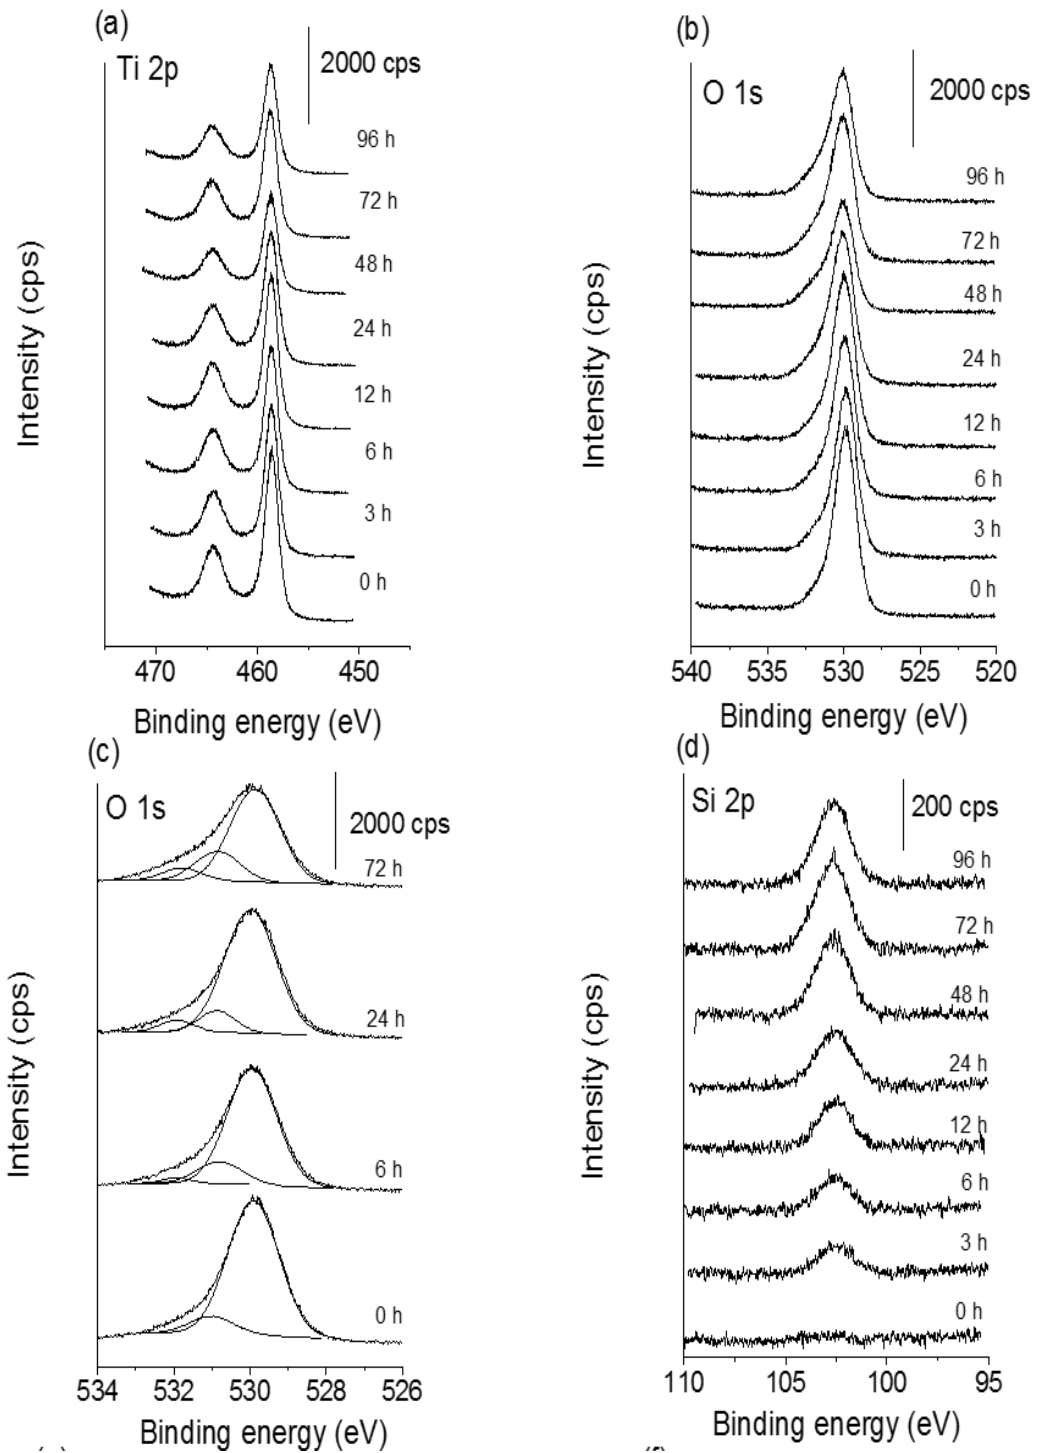 (a)
Ti 2p
2000 cps
96 h
72 h
48 h
24 h
12 h
6 h
3 h
0 h
Intensity (cps)
470
460
450
Binding energy (eV)
(b)
O 1s
2000 cps
96 h
72 h
48 h
24 h
12 h
6 h
3 h
0 h
Intensity (cps)
540
535
530
525
520
Binding energy (eV)
(c)
O 1s
2000 cps
72 h
24 h
6 h
0 h
Intensity (cps)
534
532
530
528
526
Binding energy (eV)
(d)
Si 2p
200 cps
96 h
72 h
48 h
24 h
12 h
6 h
3 h
0 h
Intensity (cps)
110
105
100
95
Binding energy (eV)